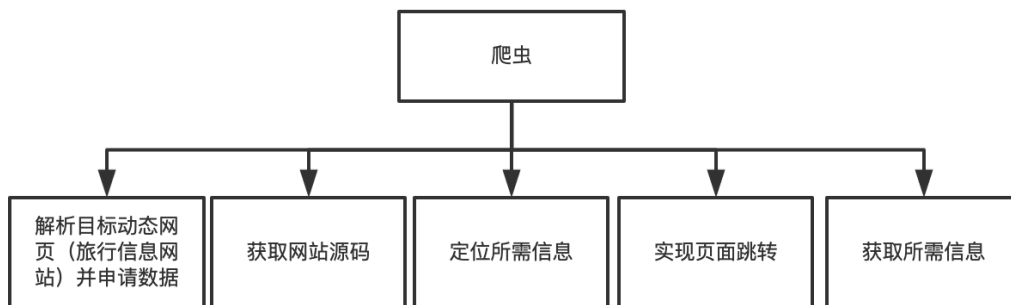 爬虫
解析目标动态网
页（旅行信息网
站）并申请数据
获取网站源码
定位所需信息
实现页面跳转
获取所需信息